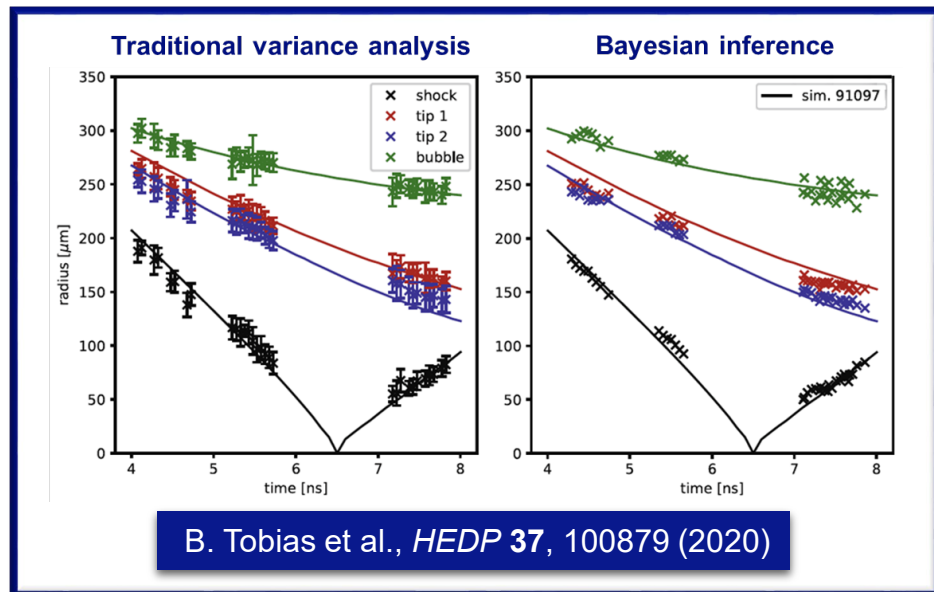 Traditional variance analysis
Bayesian inference
350
300
250
200
150
100
50
0
radius [μm]
4
5
6
7
8
time [ns]
shock
tip 1
tip 2
bubble
350
300
250
200
150
100
50
0
4
5
6
7
8
time [ns]
sim. 91097
B. Tobias et al., HEDP 37, 100879 (2020)